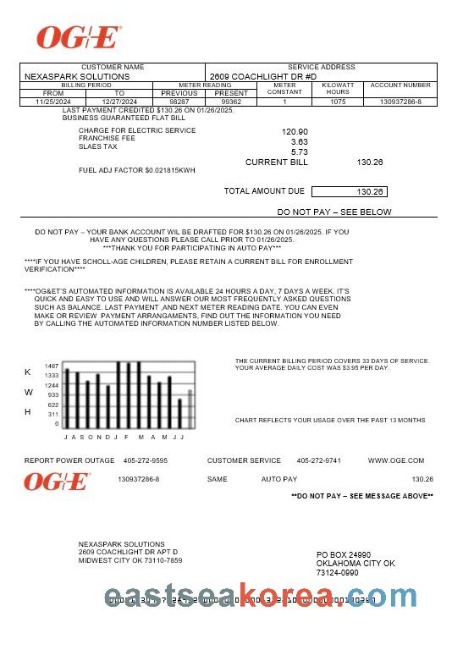 OG+E
CUSTOMER NAME SERVICE ADDRESS
NEXASPARK SOLUTIONS 2609 COACHLIGHT DR #D
BILLING PERIOD METER READING METER CONSTANT KILOWATT HOURS ACCOUNT NUMBER
FROM TO PREVIOUS PRESENT
11/25/2024 12/27/2024 98287 99362 1 1075 130937286-8
LAST PAYMENT CREDITED $130.26 ON 01/26/2025.
BUSINESS GUARANTEED FLAT BILL
CHARGE FOR ELECTRIC SERVICE 120.90
FRANCHISE FEE 3.63
SLAES TAX 5.73
CURRENT BILL 130.26
FUEL ADJ FACTOR $0.021815KWH
TOTAL AMOUNT DUE 130.26
DO NOT PAY – SEE BELOW
DO NOT PAY – YOUR BANK ACCOUNT WIL BE DRAFTED FOR $130.26 ON 01/26/2025. IF YOU
HAVE ANY QUESTIONS PLEASE CALL PRIOR TO 01/26/2025.
***THANK YOU FOR PARTICIPATING IN AUTO PAY***
****IF YOU HAVE SCHOLL-AGE CHILDREN, PLEASE RETAIN A CURRENT BILL FOR ENROLLMENT
VERIFICATION****
****OG&ET'S AUTOMATED INFORMATION IS AVAILABLE 24 HOURS A DAY, 7 DAYS A WEEK. IT'S
QUICK AND EASY TO USE AND WILL ANSWER OUR MOST FREQUENTLY ASKED QUESTIONS
SUCH AS BALANCE. LAST PAYMENT ,AND NEXT METER READING DATE. YOU CAN EVEN
MAKE OR REVIEW PAYMENT ARRANGAMENTS, FIND OUT THE INFORMATION YOU NEED
BY CALLING THE AUTOMATED INFORMATION NUMBER LISTED BELOW.
THE CURRENT BILLING PERIOD COVERS 33 DAYS OF SERVICE.
YOUR AVERAGE DAILY COST WAS $3.95 PER DAY.
K
W
H
1487
1333
1244
933
622
311
0
J A S O N D J F M A M J J
CHART REFLECTS YOUR USAGE OVER THE PAST 13 MONTHS
REPORT POWER OUTAGE 405-272-9595 CUSTOMER SERVICE 405-272-9741 WWW.OGE.COM
OG+E 130937286-8 SAME AUTO PAY 130.26
**DO NOT PAY – SEE MESSAGE ABOVE**
NEXASPARK SOLUTIONS
2609 COACHLIGHT DR APT D
MIDWEST CITY OK 73110-7859
PO BOX 24990
OKLAHOMA CITY OK
73124-0990
eastseakorea.com